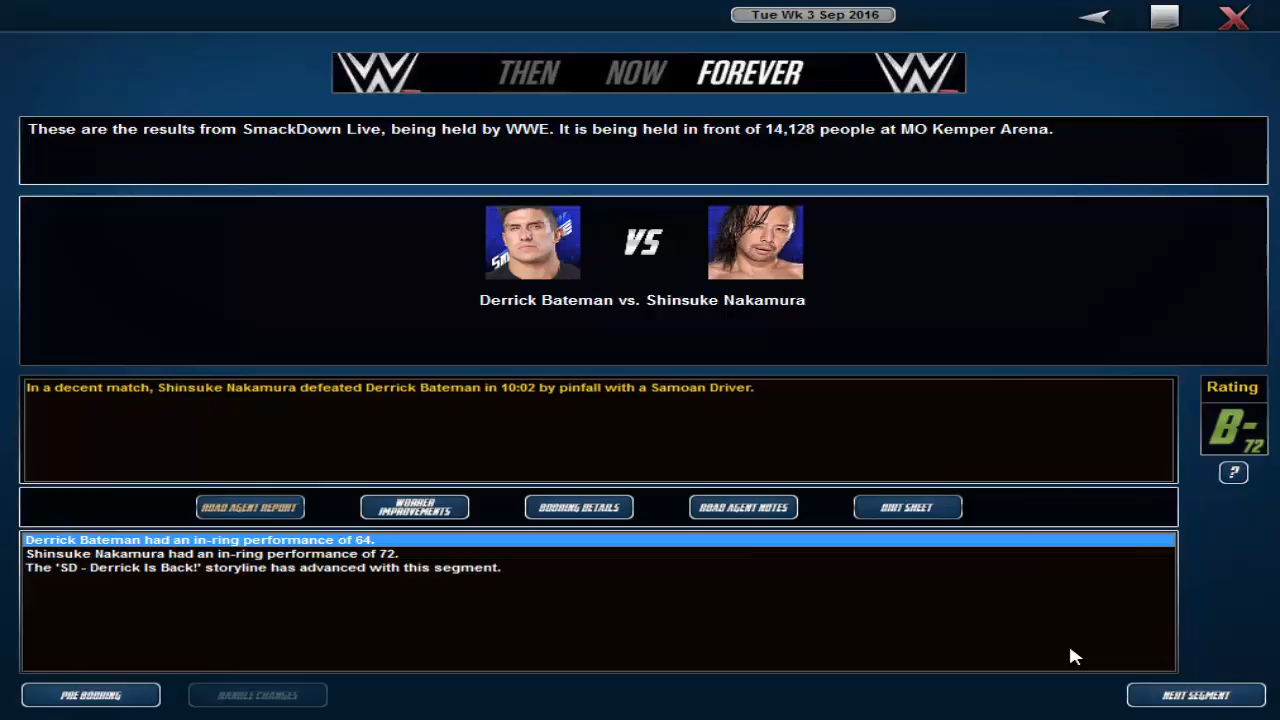 Tue Wk 3 Sep 2016
W THEN NOW FOREVER W
These are the results from SmackDown Live, being held by WWE. It is being held in front of 14,128 people at MO Kemper Arena.
VS
Derrick Bateman vs. Shinsuke Nakamura
In a decent match, Shinsuke Nakamura defeated Derrick Bateman in 10:02 by pinfall with a Samoan Driver.
Rating
B-
72
?
ROAD AGENT REPORT
WORKER IMPROVEMENTS
BOOKING DETAILS
ROAD AGENT NOTES
DIRT SHEET
Derrick Bateman had an in-ring performance of 64.
Shinsuke Nakamura had an in-ring performance of 72.
The 'SD - Derrick Is Back!' storyline has advanced with this segment.
PRE BOOKING
HANDLE CHANGES
NEXT SEGMENT